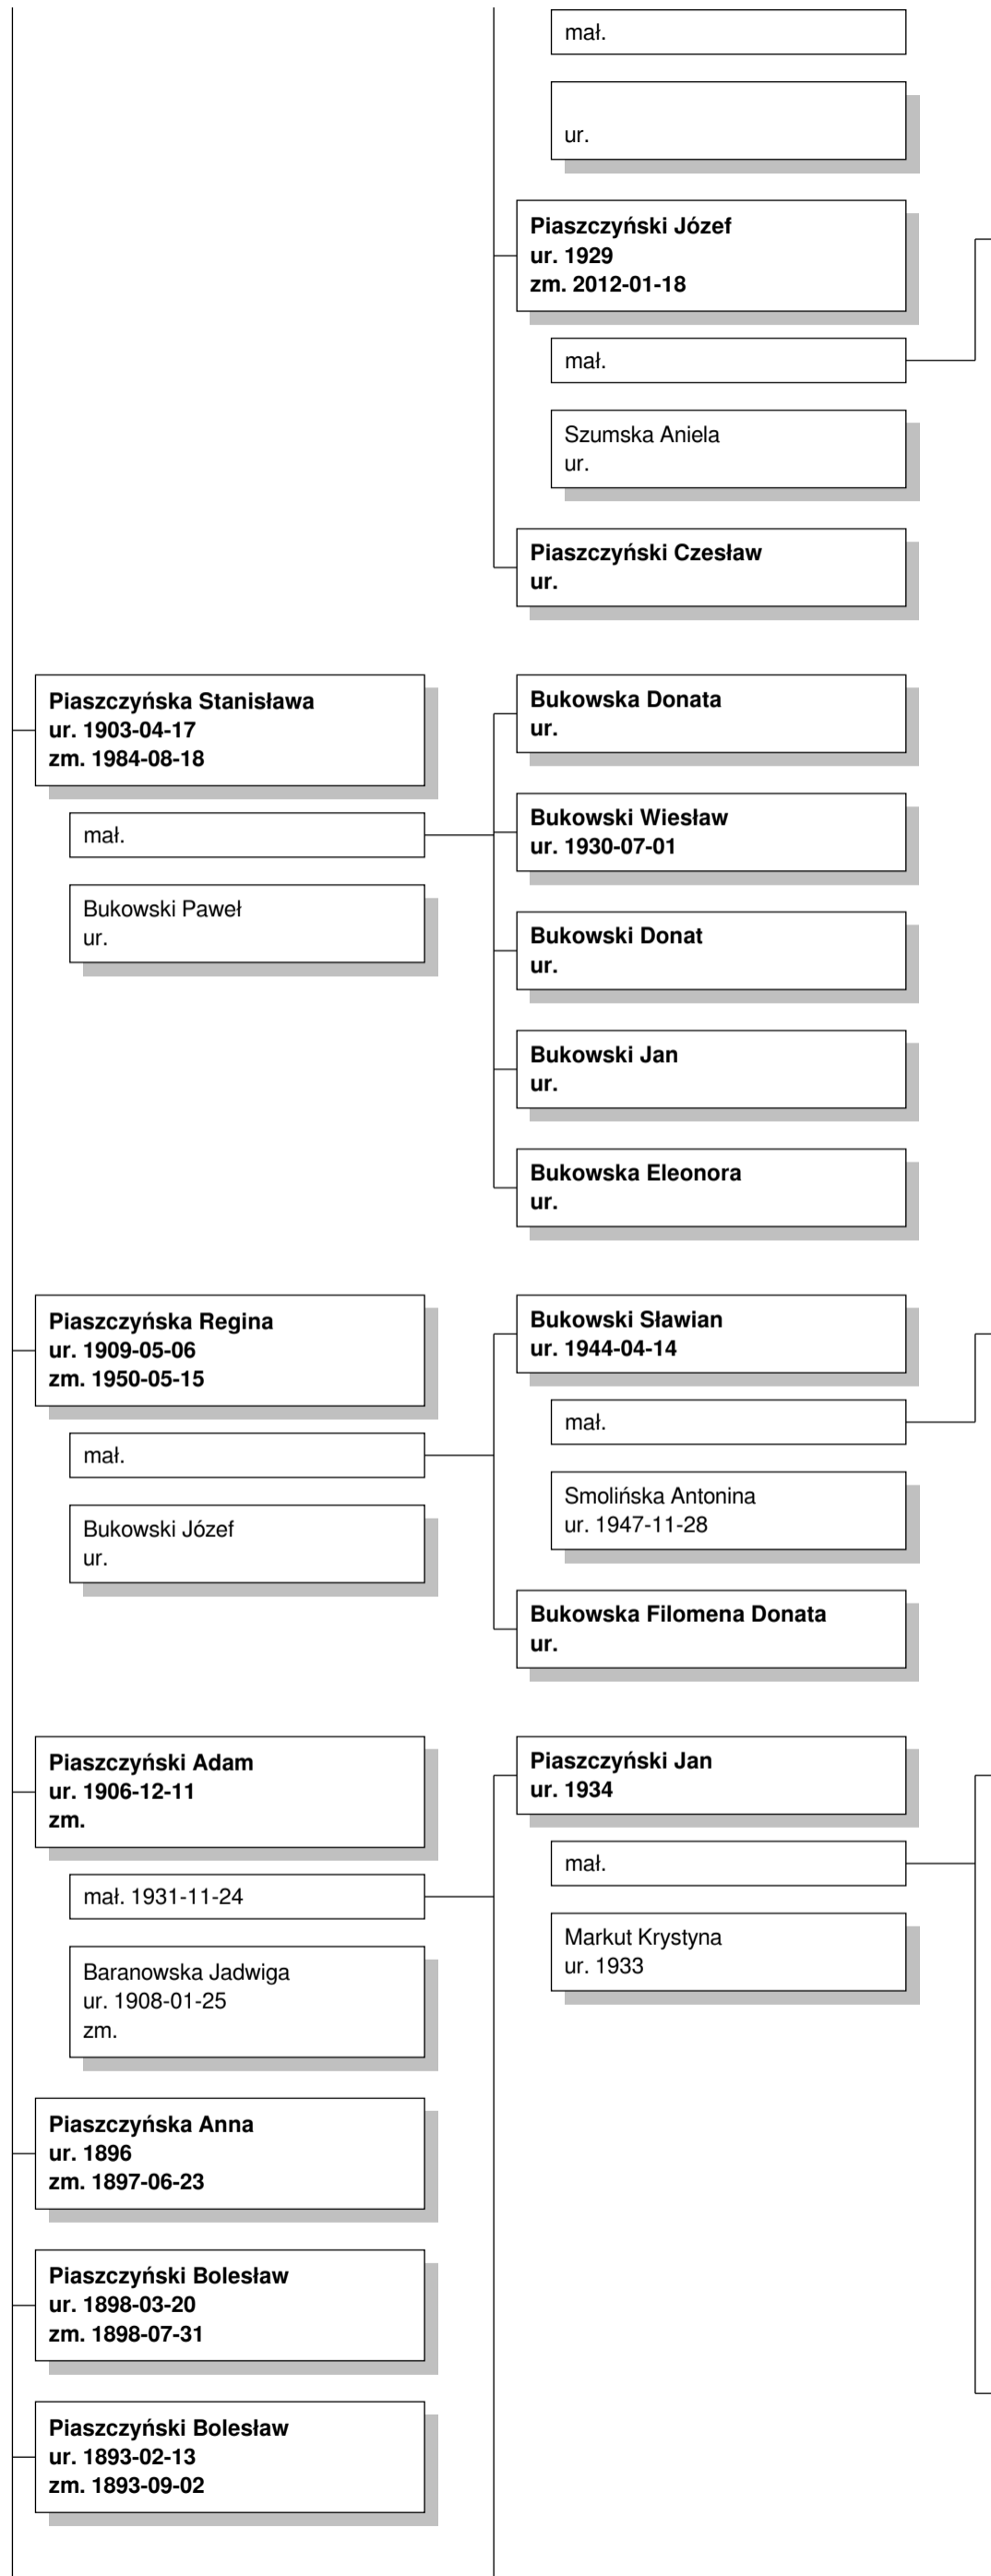 mał.
ur.
Piaszczyński Józef
ur. 1929
zm. 2012-01-18
mał.
Szumska Aniela
ur.
Piaszczyński Czesław
ur.
Piaszczyńska Stanisława
ur. 1903-04-17
zm. 1984-08-18
mał.
Bukowski Paweł
ur.
Bukowska Donata
ur.
Bukowski Wiesław
ur. 1930-07-01
Bukowski Donat
ur.
Bukowski Jan
ur.
Bukowska Eleonora
ur.
Piaszczyńska Regina
ur. 1909-05-06
zm. 1950-05-15
mał.
Bukowski Józef
ur.
Bukowski Sławian
ur. 1944-04-14
mał.
Smolińska Antonina
ur. 1947-11-28
Bukowska Filomena Donata
ur.
Piaszczyński Adam
ur. 1906-12-11
zm.
mał. 1931-11-24
Baranowska Jadwiga
ur. 1908-01-25
zm.
Piaszczyński Jan
ur. 1934
mał.
Markut Krystyna
ur. 1933
Piaszczyńska Anna
ur. 1896
zm. 1897-06-23
Piaszczyński Bolesław
ur. 1898-03-20
zm. 1898-07-31
Piaszczyński Bolesław
ur. 1893-02-13
zm. 1893-09-02